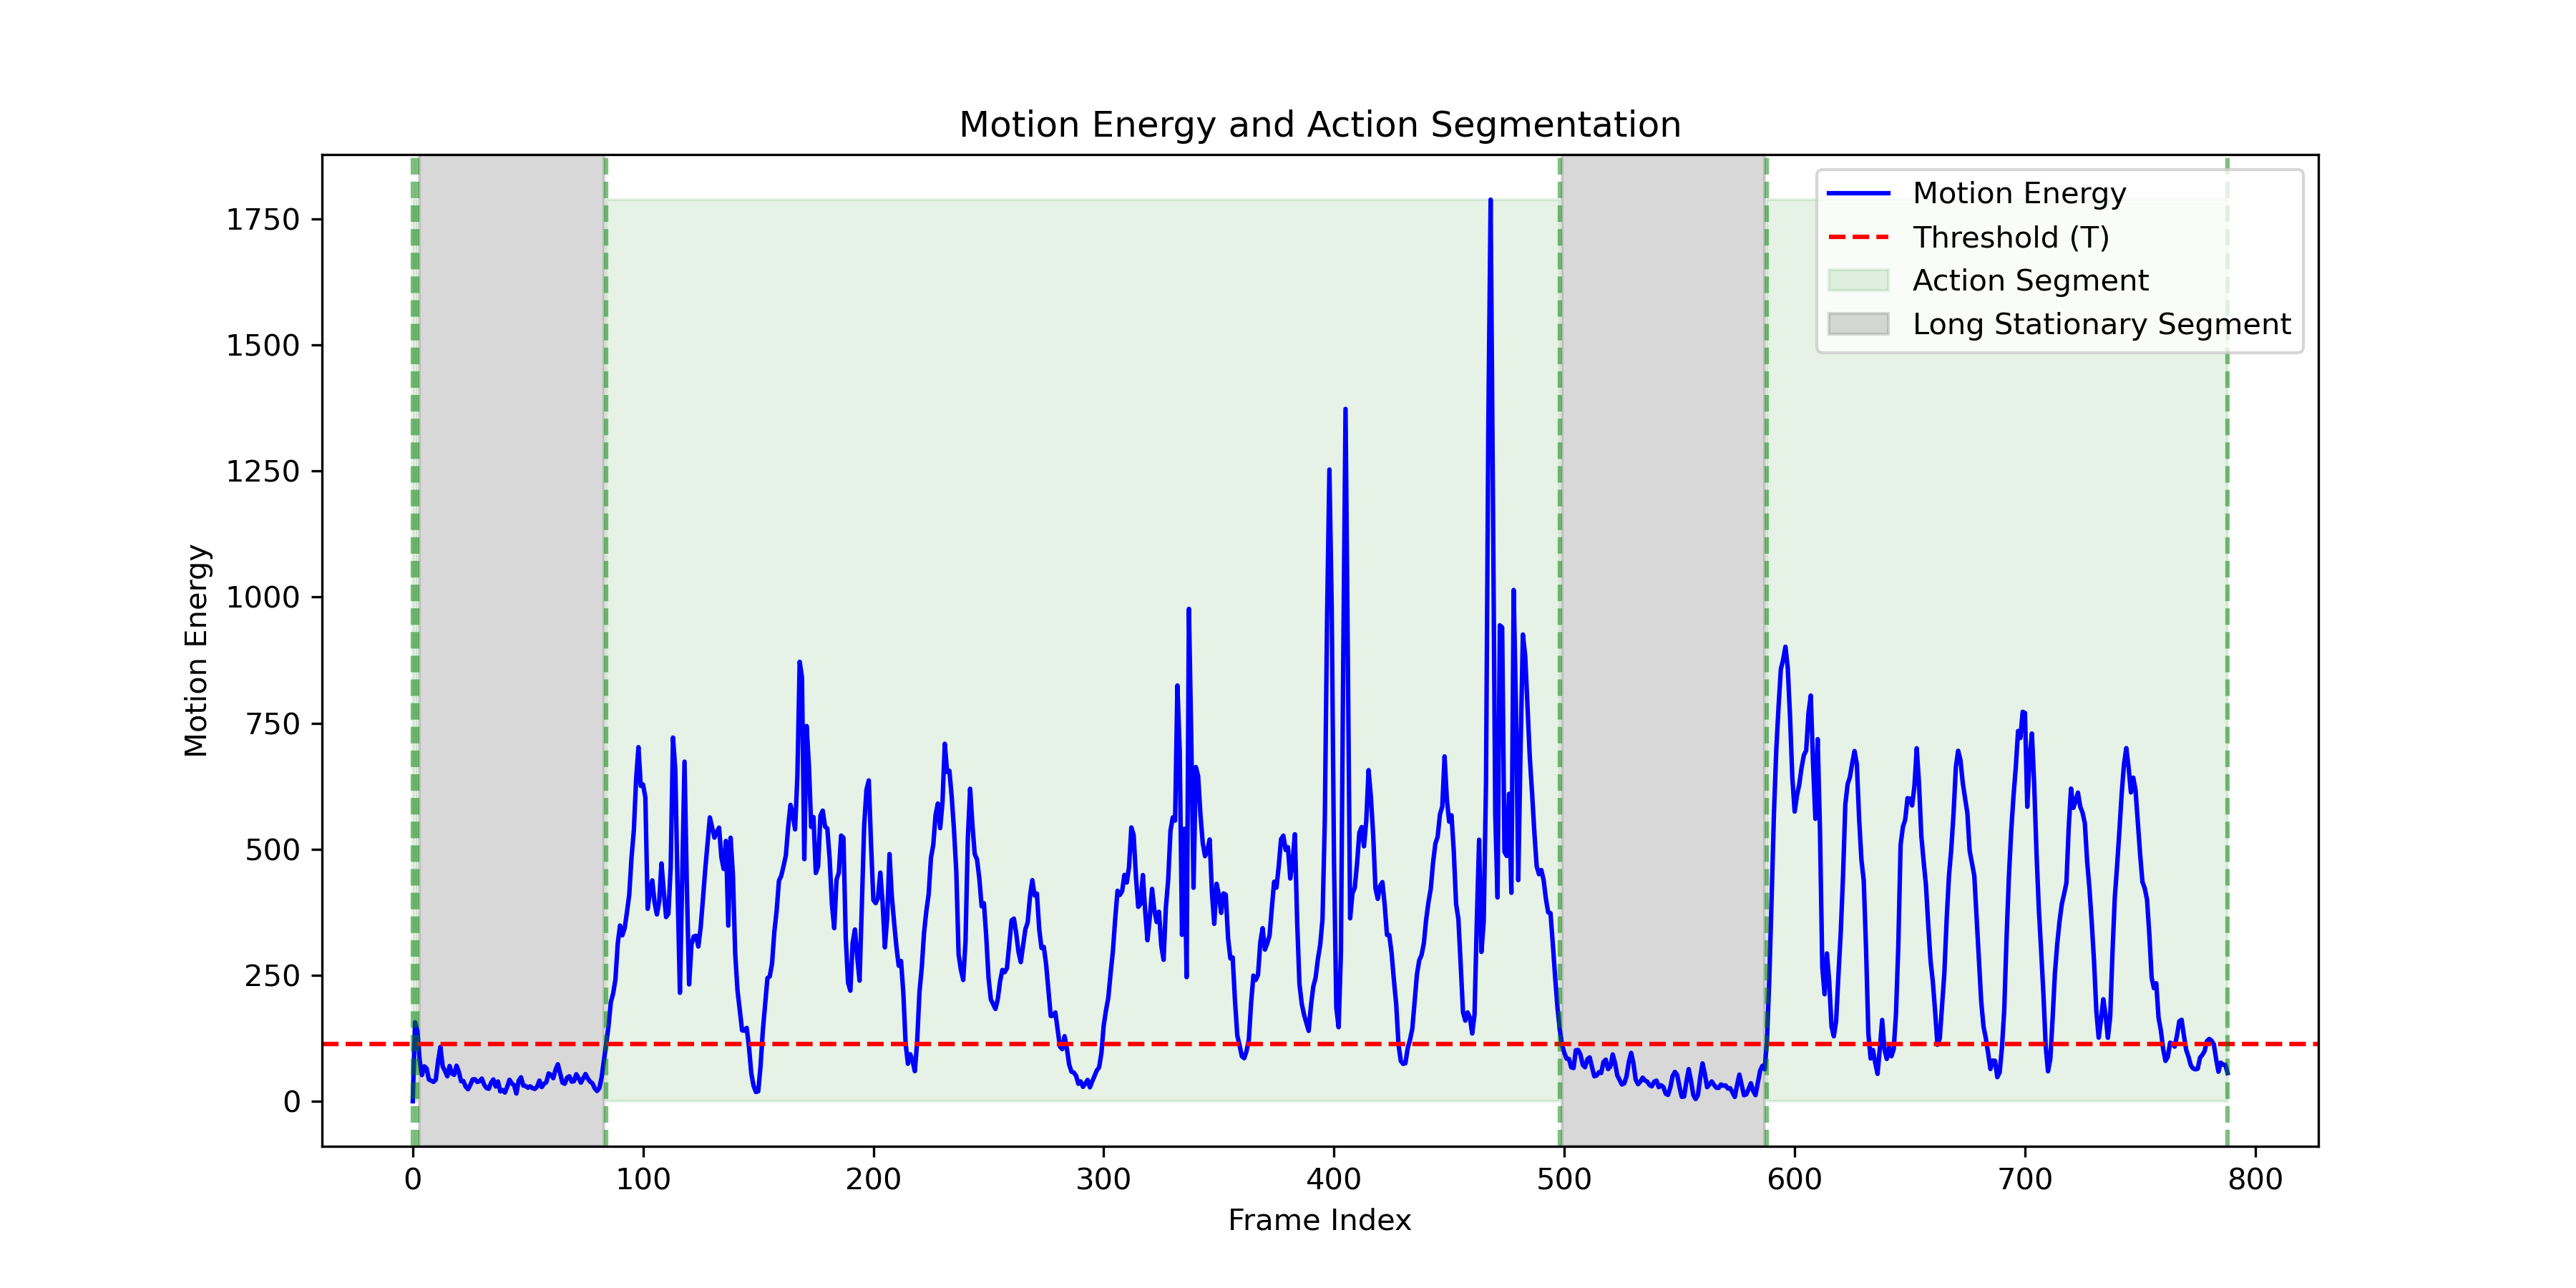 Motion Energy and Action Segmentation
Motion Energy
Threshold (T)
Action Segment
Long Stationary Segment
Motion Energy
1750
1500
1250
1000
750
500
250
0
0 100 200 300 400 500 600 700 800
Frame Index